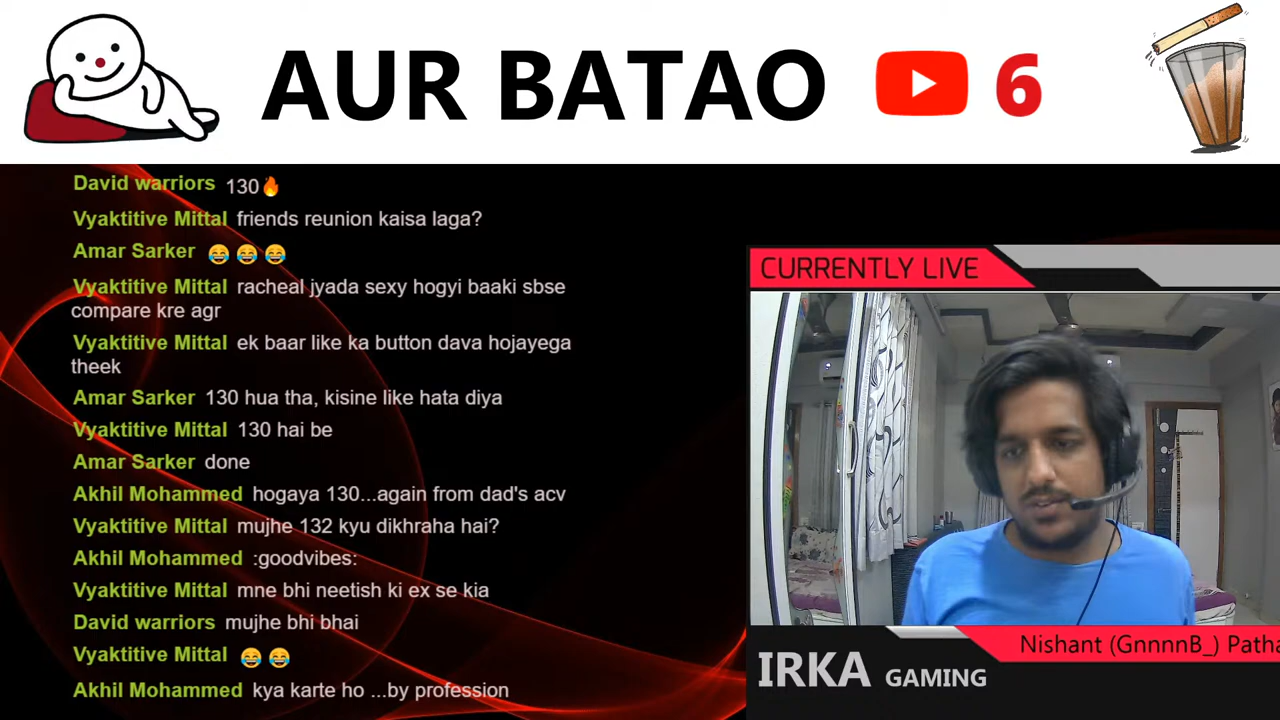 AUR BATAO
6
David warriors 130🔥
Vyaktitive Mittal friends reunion kaisa laga?
Amar Sarker 😂 😂 😂
Vyaktitive Mittal racheal jyada sexy hogyi baaki sbse
compare kre agr
Vyaktitive Mittal ek baar like ka button dava hojayega
theek
Amar Sarker 130 hua tha, kisine like hata diya
Vyaktitive Mittal 130 hai be
Amar Sarker done
Akhil Mohammed hogaya 130...again from dad's acv
Vyaktitive Mittal mujhe 132 kyu dikhraha hai?
Akhil Mohammed :goodvibes:
Vyaktitive Mittal mne bhi neetish ki ex se kia
David warriors mujhe bhi bhai
Vyaktitive Mittal 😂 😂
Akhil Mohammed kya karte ho ...by profession
CURRENTLY LIVE
Nishant (GnnnnB_) Patha
IRKA GAMING